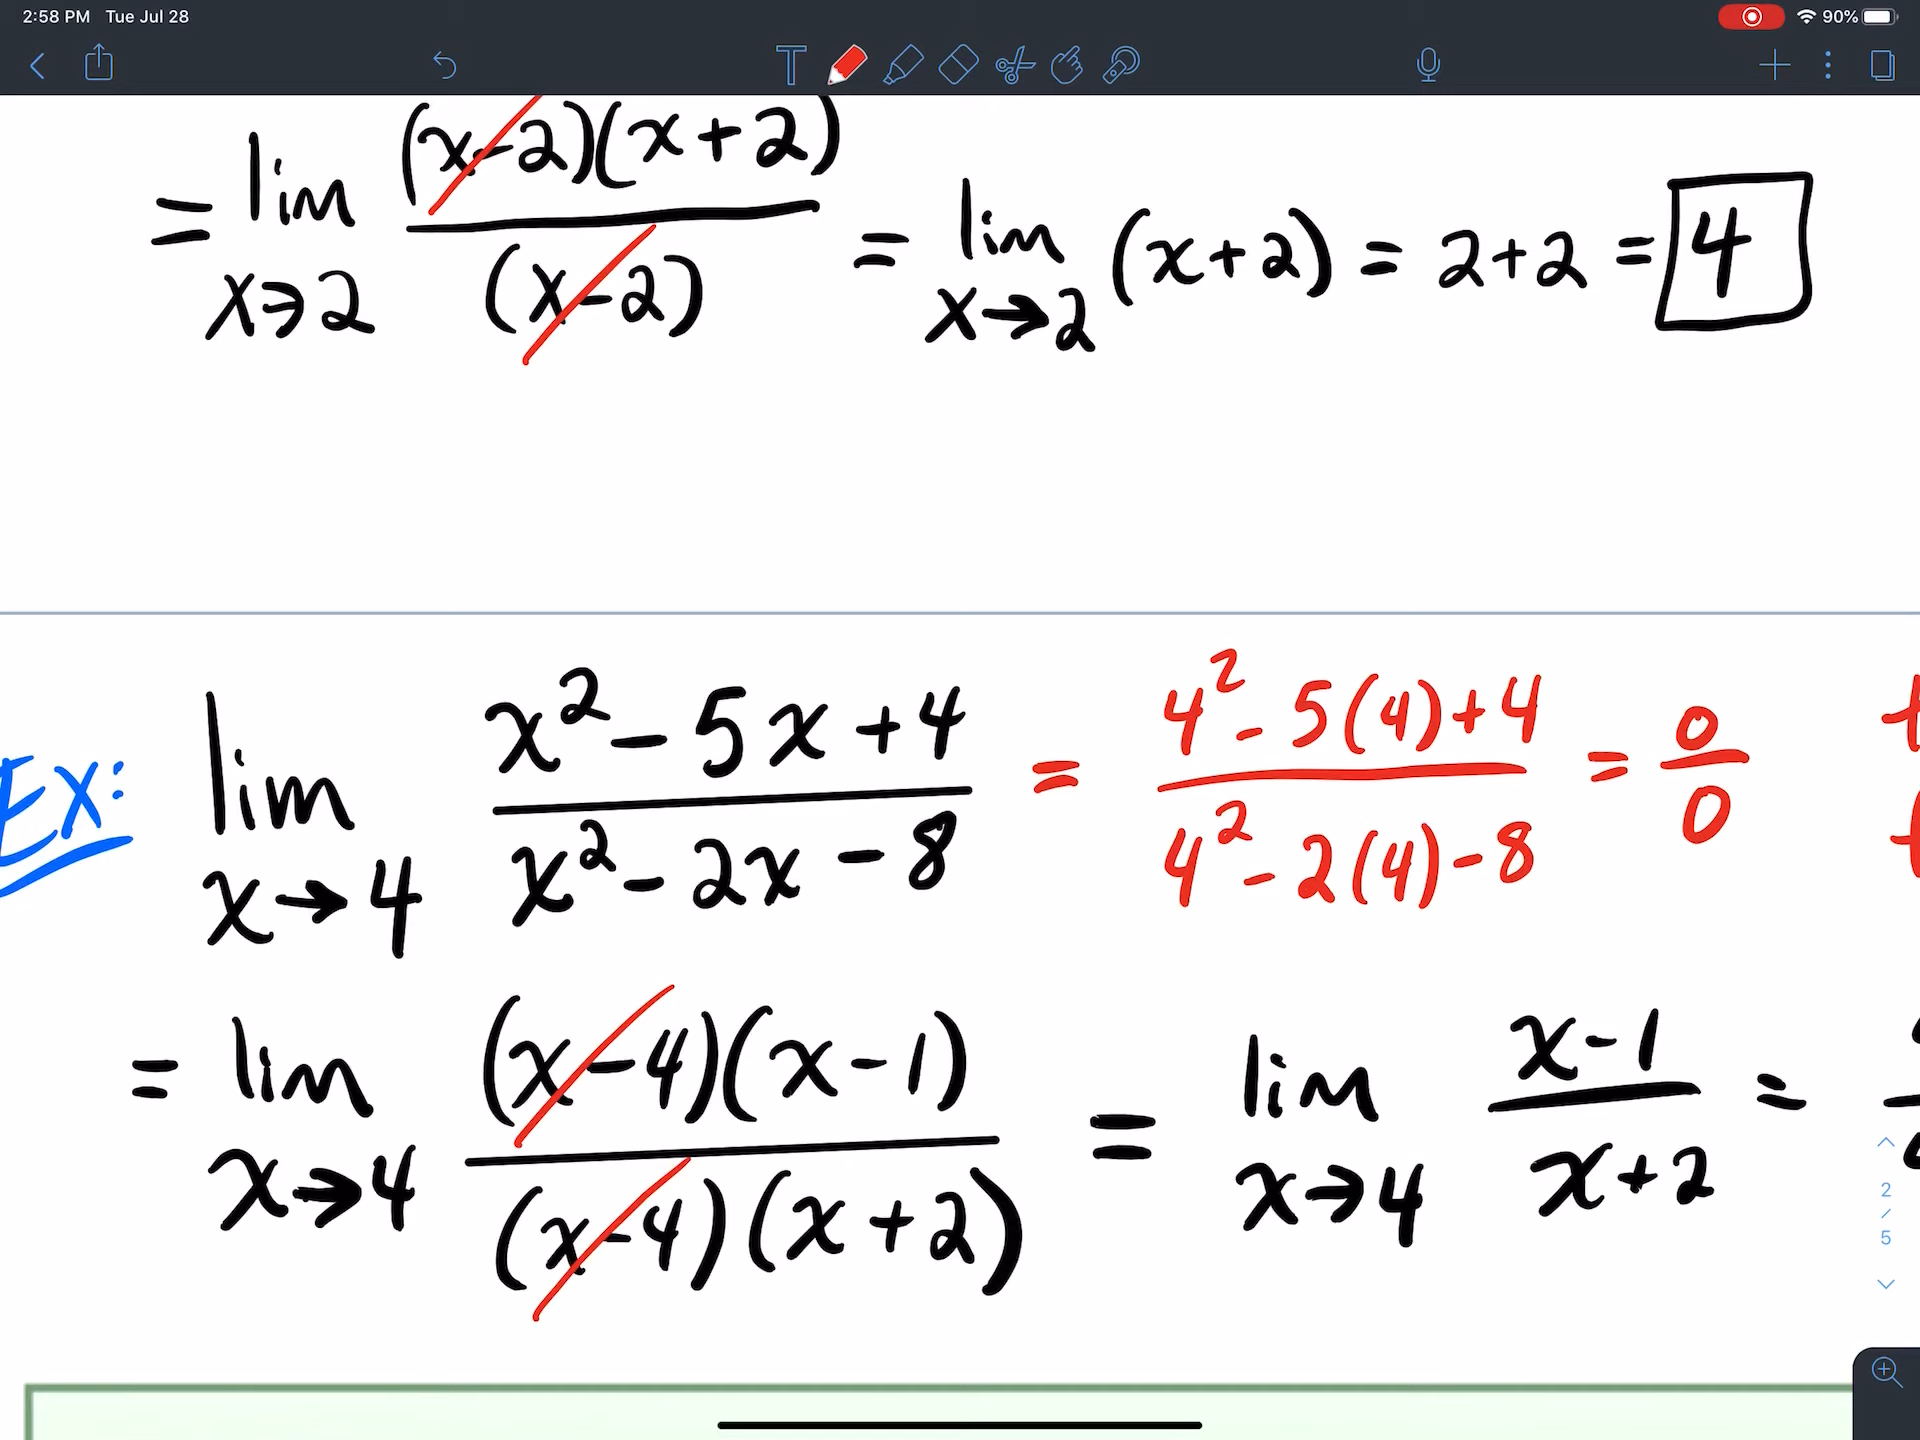 2:58 PM Tue Jul 28 90%
= lim x→2 (x-2)(x+2) / (x-2) = lim x→2 (x+2) = 2+2 = 4
Ex: lim x→4 x² - 5x + 4 / x² - 2x - 8 = 4² - 5(4) + 4 / 4² - 2(4) - 8 = 0 / 0
= lim x→4 (x-4)(x-1) / (x-4)(x+2) = lim x→4 x-1 / x+2 =
2 / 5